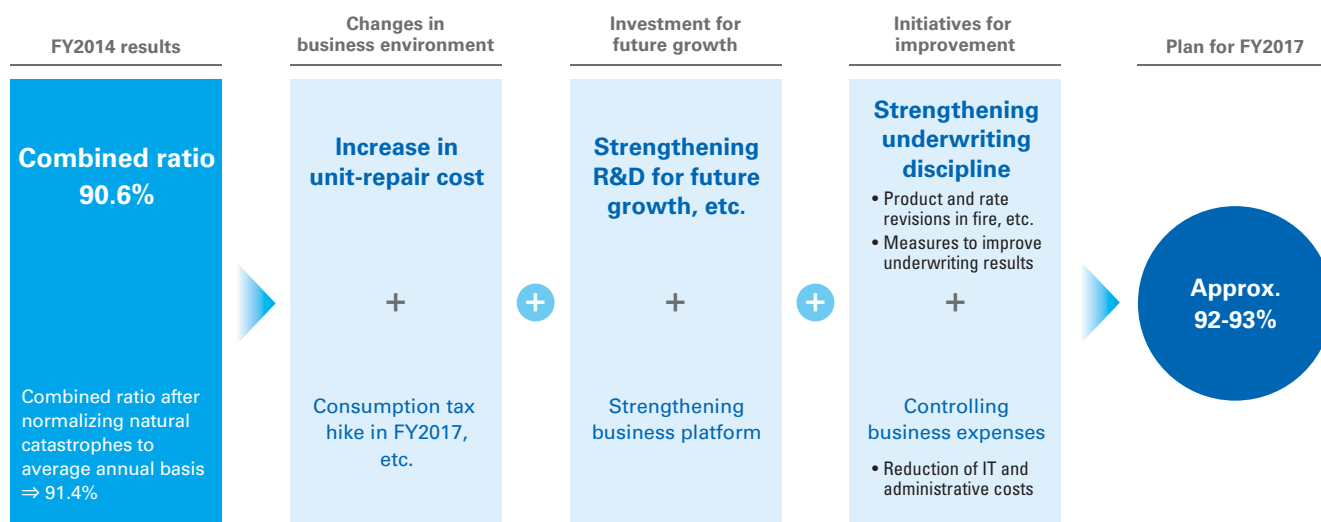 FY2014 results
Combined ratio
90.6%
Combined ratio after
normalizing natural
catastrophes to
average annual basis
⇒ 91.4%
Changes in
business environment
Increase in
unit-repair cost
+
Consumption tax
hike in FY2017,
etc.
+
Investment for
future growth
Strengthening
R&D for future
growth, etc.
+
Strengthening
business platform
+
Initiatives for
improvement
Strengthening
underwriting
discipline
• Product and rate
revisions in fire, etc.
• Measures to improve
underwriting results
+
Controlling
business expenses
• Reduction of IT and
administrative costs
Plan for FY2017
Approx.
92-93%